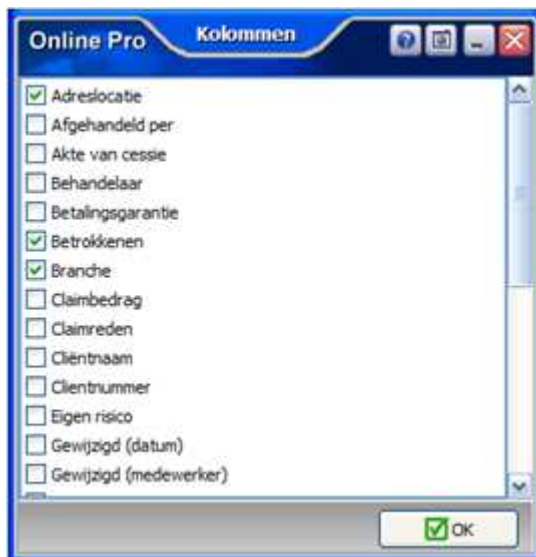 Online Pro
Kolommen
Adreslocatie
Afgehandeld per
Akte van cessie
Behandelaar
Betalingsgarantie
Betrokkenen
Branche
Claimbedrag
Claimreden
Cliëntnaam
Clientnummer
Eigen risico
Gewijzigd (datum)
Gewijzigd (medewerker)
OK